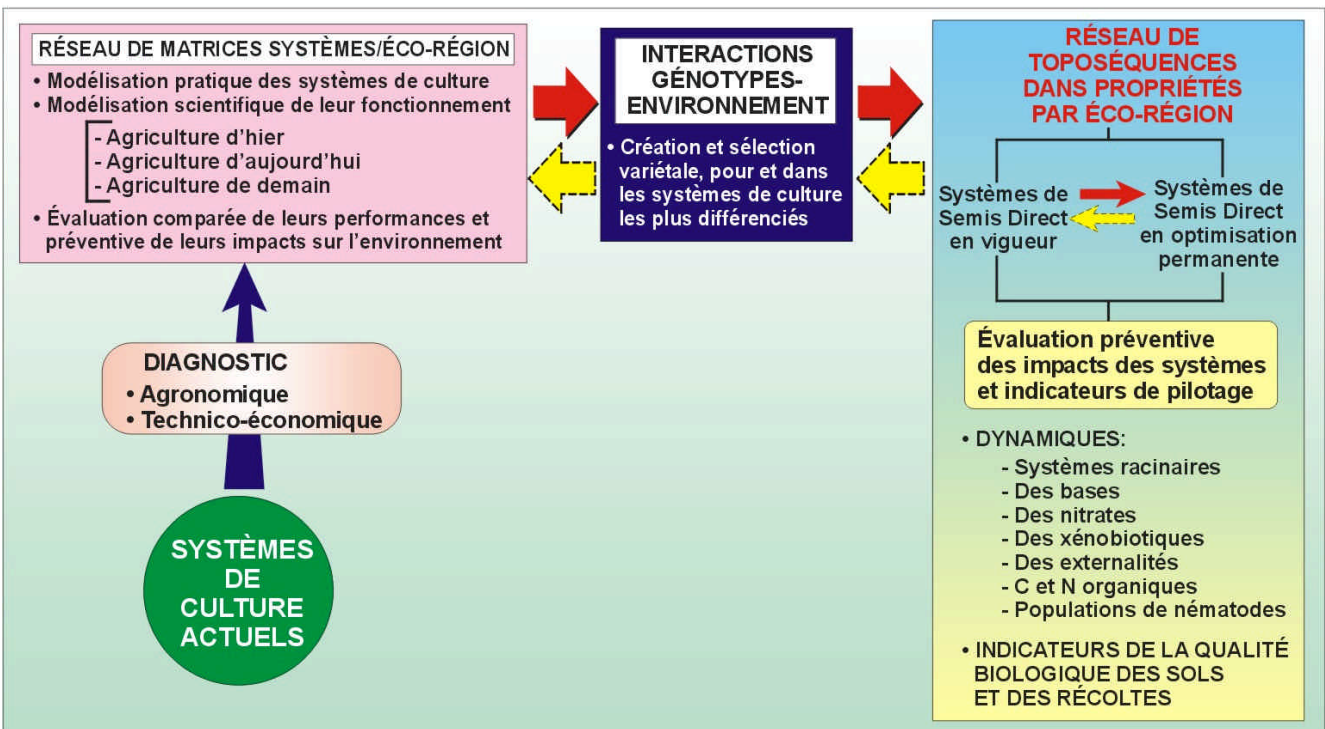 RÉSEAU DE MATRICES SYSTÈMES/ÉCO-RÉGION
• Modélisation pratique des systèmes de culture
• Modélisation scientifique de leur fonctionnement
- Agriculture d'hier
- Agriculture d'aujourd'hui
- Agriculture de demain
• Évaluation comparée de leurs performances et
préventive de leurs impacts sur l'environnement
DIAGNOSTIC
• Agronomique
• Technico-économique
SYSTÈMES
DE
CULTURE
ACTUELS
INTERACTIONS
GÉNOTYPES-
ENVIRONNEMENT
• Création et sélection
variétale, pour et dans
les systèmes de culture
les plus différenciés
RÉSEAU DE
TOPOSÉQUENCES
DANS PROPRIÉTÉS
PAR ÉCO-RÉGION
Systèmes de
Semis Direct
en vigueur
Systèmes de
Semis Direct
en optimisation
permanente
Évaluation préventive
des impacts des systèmes
et indicateurs de pilotage
• DYNAMIQUES:
- Systèmes racinaires
- Des bases
- Des nitrates
- Des xénobiotiques
- Des externalités
- C et N organiques
- Populations de nématodes
• INDICATEURS DE LA QUALITÉ
BIOLOGIQUE DES SOLS
ET DES RÉCOLTES